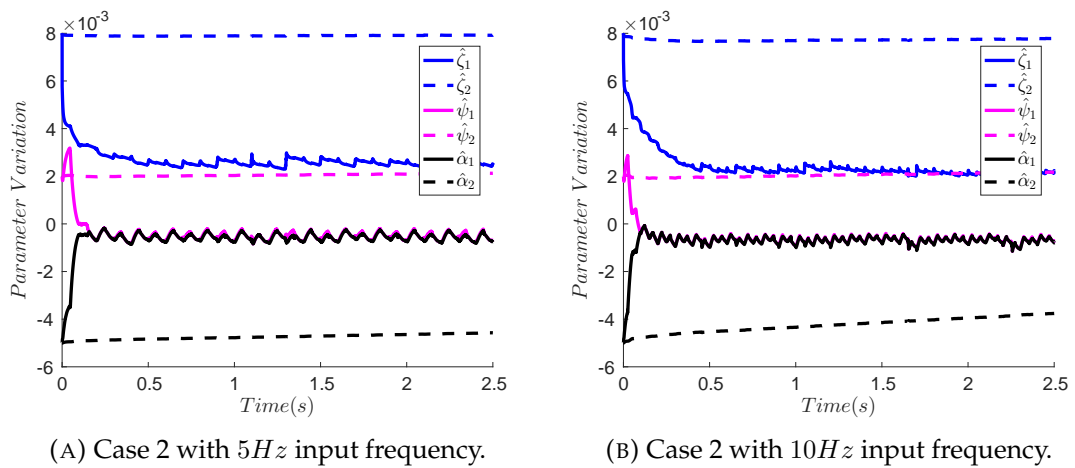 ×10⁻³
8
6
4
2
0
-2
-4
-6
Parameter Variation
0 0.5 1 1.5 2 2.5
Time(s)
ζ̂₁
ζ̂₂
ψ̂₁
ψ̂₂
α̂₁
α̂₂
(A) Case 2 with 5Hz input frequency.
×10⁻³
8
6
4
2
0
-2
-4
-6
Parameter Variation
0 0.5 1 1.5 2 2.5
Time(s)
ζ̂₁
ζ̂₂
ψ̂₁
ψ̂₂
α̂₁
α̂₂
(B) Case 2 with 10Hz input frequency.